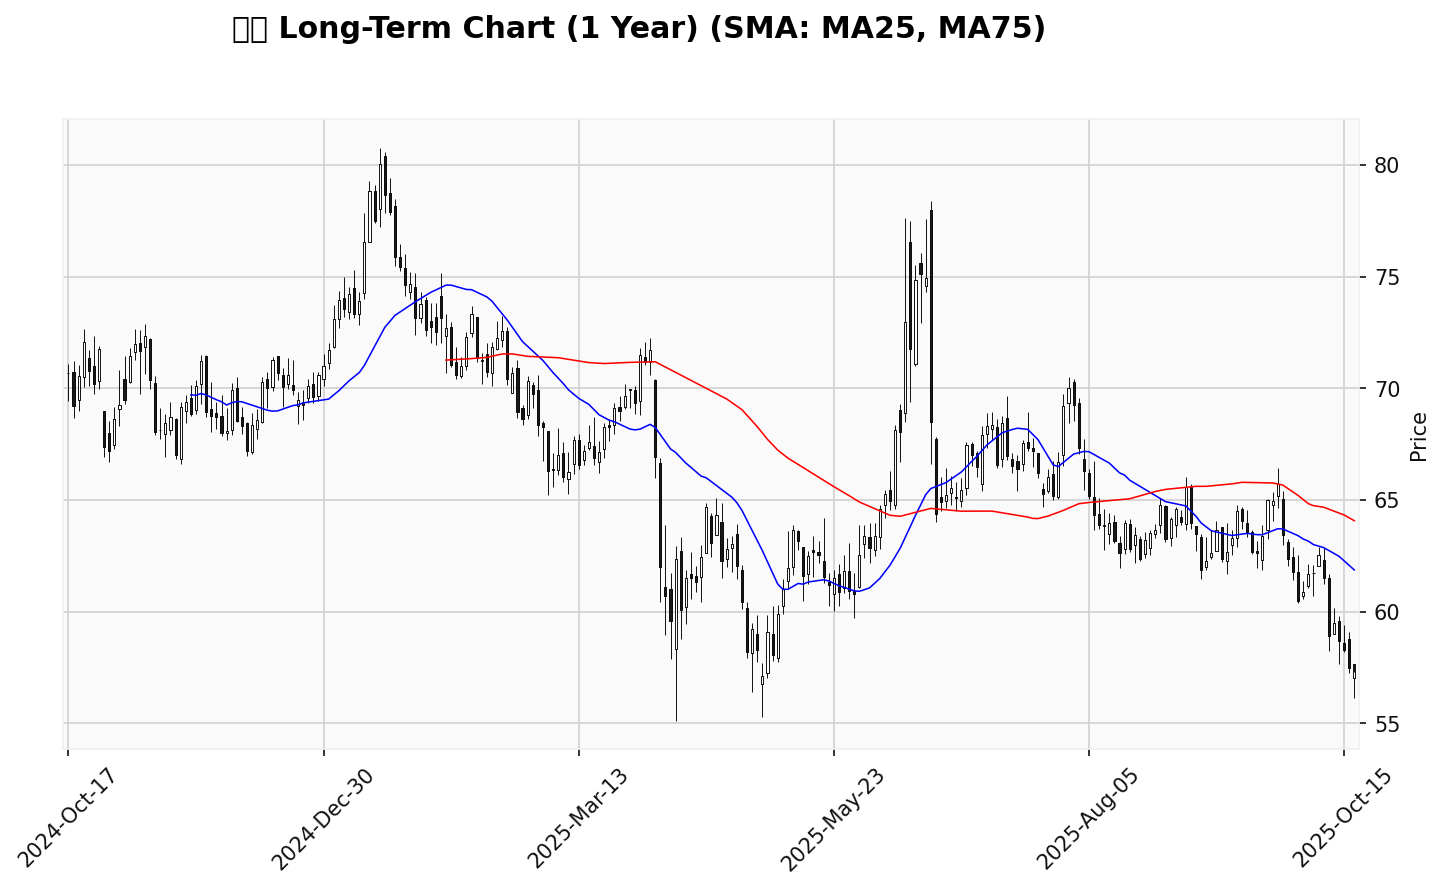 Long-Term Chart (1 Year) (SMA: MA25, MA75)
80
75
70
65
60
55
Price
2024-Oct-17
2024-Dec-30
2025-Mar-13
2025-May-23
2025-Aug-05
2025-Oct-15